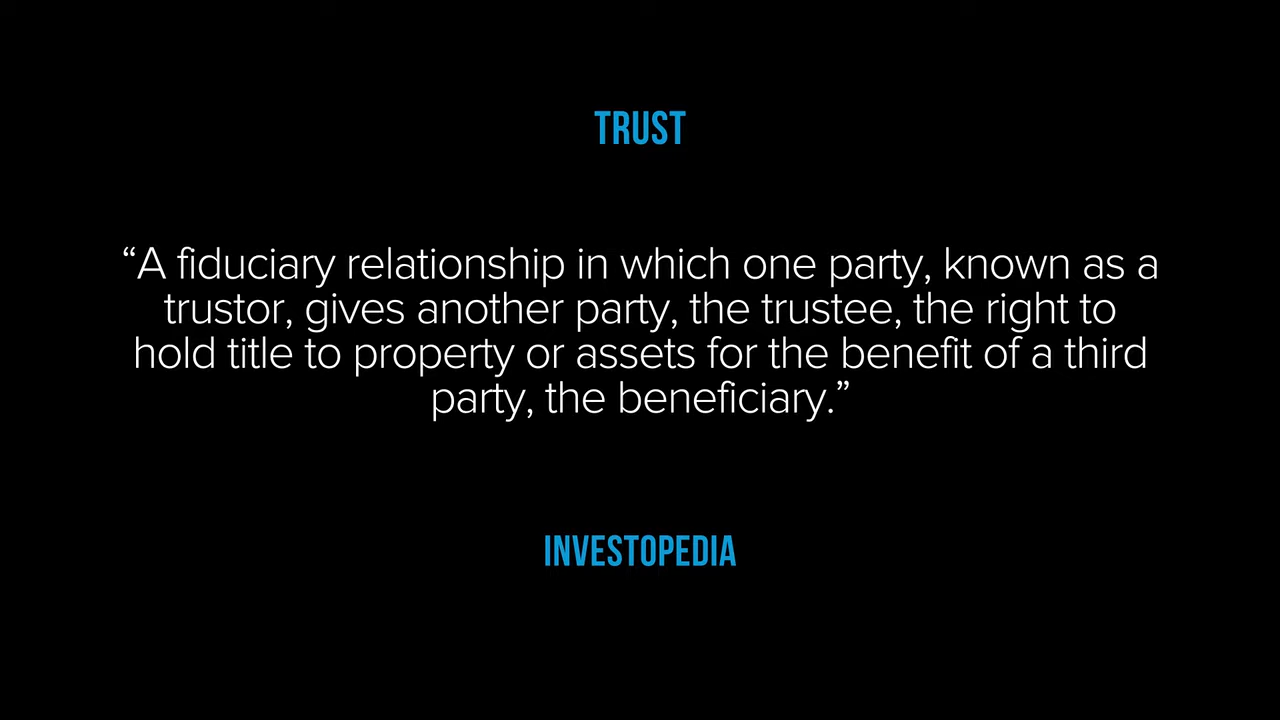 TRUST
“A fiduciary relationship in which one party, known as a
trustor, gives another party, the trustee, the right to
hold title to property or assets for the benefit of a third
party, the beneficiary.”
INVESTOPEDIA